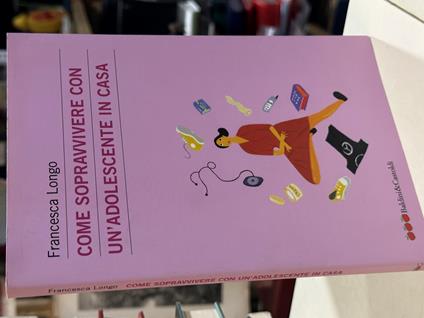 Francesca Longo
COME SOPRAVVIVERE CON
UN'ADOLESCENTE IN CASA
Baldini&Castoldi
Francesca Longo COME SOPRAVVIVERE CON UN'ADOLESCENTE IN CASA